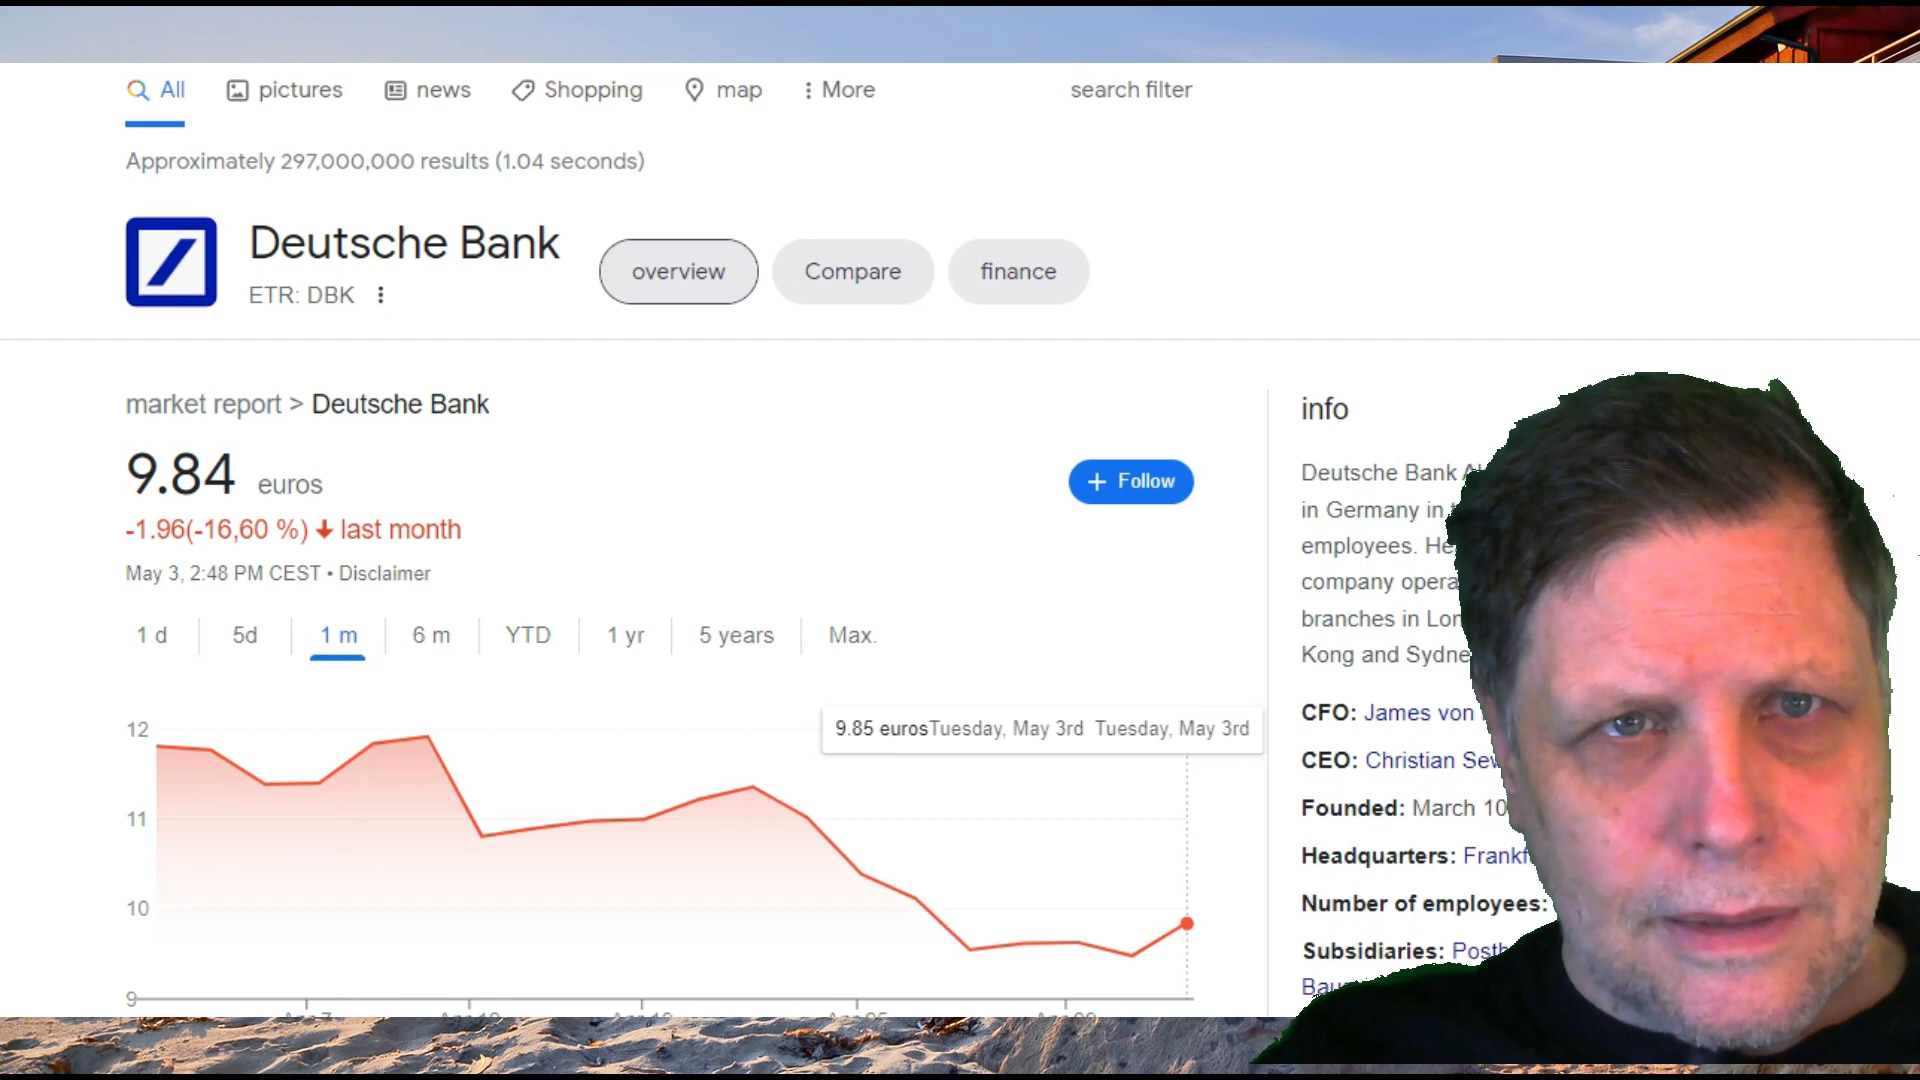 All pictures news Shopping map More search filter
Approximately 297,000,000 results (1.04 seconds)
Deutsche Bank
ETR: DBK
overview Compare finance
market report > Deutsche Bank
9.84 euros
-1.96(-16,60 %) last month
May 3, 2:48 PM CEST • Disclaimer
+ Follow
1 d 5d 1 m 6 m YTD 1 yr 5 years Max.
9.85 eurosTuesday, May 3rd Tuesday, May 3rd
12
11
10
9
info
Deutsche Bank
in Germany in
employees. He
company opera
branches in Lon
Kong and Sydne
CFO: James von
CEO: Christian Sew
Founded: March 10
Headquarters: Frankf
Number of employees:
Subsidiaries: Postb